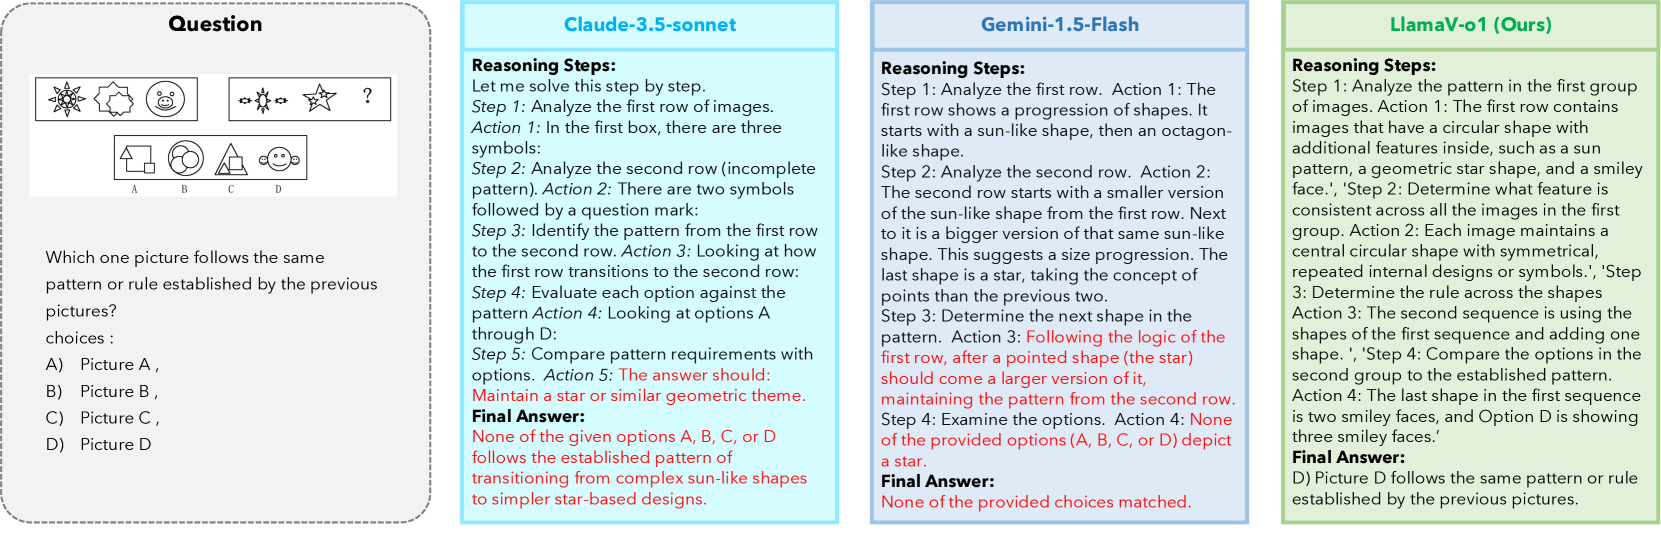 Question
?
A B C D
Which one picture follows the same
pattern or rule established by the previous
pictures?
choices :
A) Picture A ,
B) Picture B ,
C) Picture C ,
D) Picture D
Claude-3.5-sonnet
Reasoning Steps:
Let me solve this step by step.
Step 1: Analyze the first row of images.
Action 1: In the first box, there are three
symbols:
Step 2: Analyze the second row (incomplete
pattern). Action 2: There are two symbols
followed by a question mark:
Step 3: Identify the pattern from the first row
to the second row. Action 3: Looking at how
the first row transitions to the second row:
Step 4: Evaluate each option against the
pattern Action 4: Looking at options A
through D:
Step 5: Compare pattern requirements with
options. Action 5: The answer should:
Maintain a star or similar geometric theme.
Final Answer:
None of the given options A, B, C, or D
follows the established pattern of
transitioning from complex sun-like shapes
to simpler star-based designs.
Gemini-1.5-Flash
Reasoning Steps:
Step 1: Analyze the first row. Action 1: The
first row shows a progression of shapes. It
starts with a sun-like shape, then an octagon-
like shape.
Step 2: Analyze the second row. Action 2:
The second row starts with a smaller version
of the sun-like shape from the first row. Next
to it is a bigger version of that same sun-like
shape. This suggests a size progression. The
last shape is a star, taking the concept of
points than the previous two.
Step 3: Determine the next shape in the
pattern. Action 3: Following the logic of the
first row, after a pointed shape (the star)
should come a larger version of it,
maintaining the pattern from the second row.
Step 4: Examine the options. Action 4: None
of the provided options (A, B, C, or D) depict
a star.
Final Answer:
None of the provided choices matched.
LlamaV-o1 (Ours)
Reasoning Steps:
Step 1: Analyze the pattern in the first group
of images. Action 1: The first row contains
images that have a circular shape with
additional features inside, such as a sun
pattern, a geometric star shape, and a smiley
face.', 'Step 2: Determine what feature is
consistent across all the images in the first
group. Action 2: Each image maintains a
central circular shape with symmetrical,
repeated internal designs or symbols.', 'Step
3: Determine the rule across the shapes
Action 3: The second sequence is using the
shapes of the first sequence and adding one
shape. ', 'Step 4: Compare the options in the
second group to the established pattern.
Action 4: The last shape in the first sequence
is two smiley faces, and Option D is showing
three smiley faces.’
Final Answer:
D) Picture D follows the same pattern or rule
established by the previous pictures.